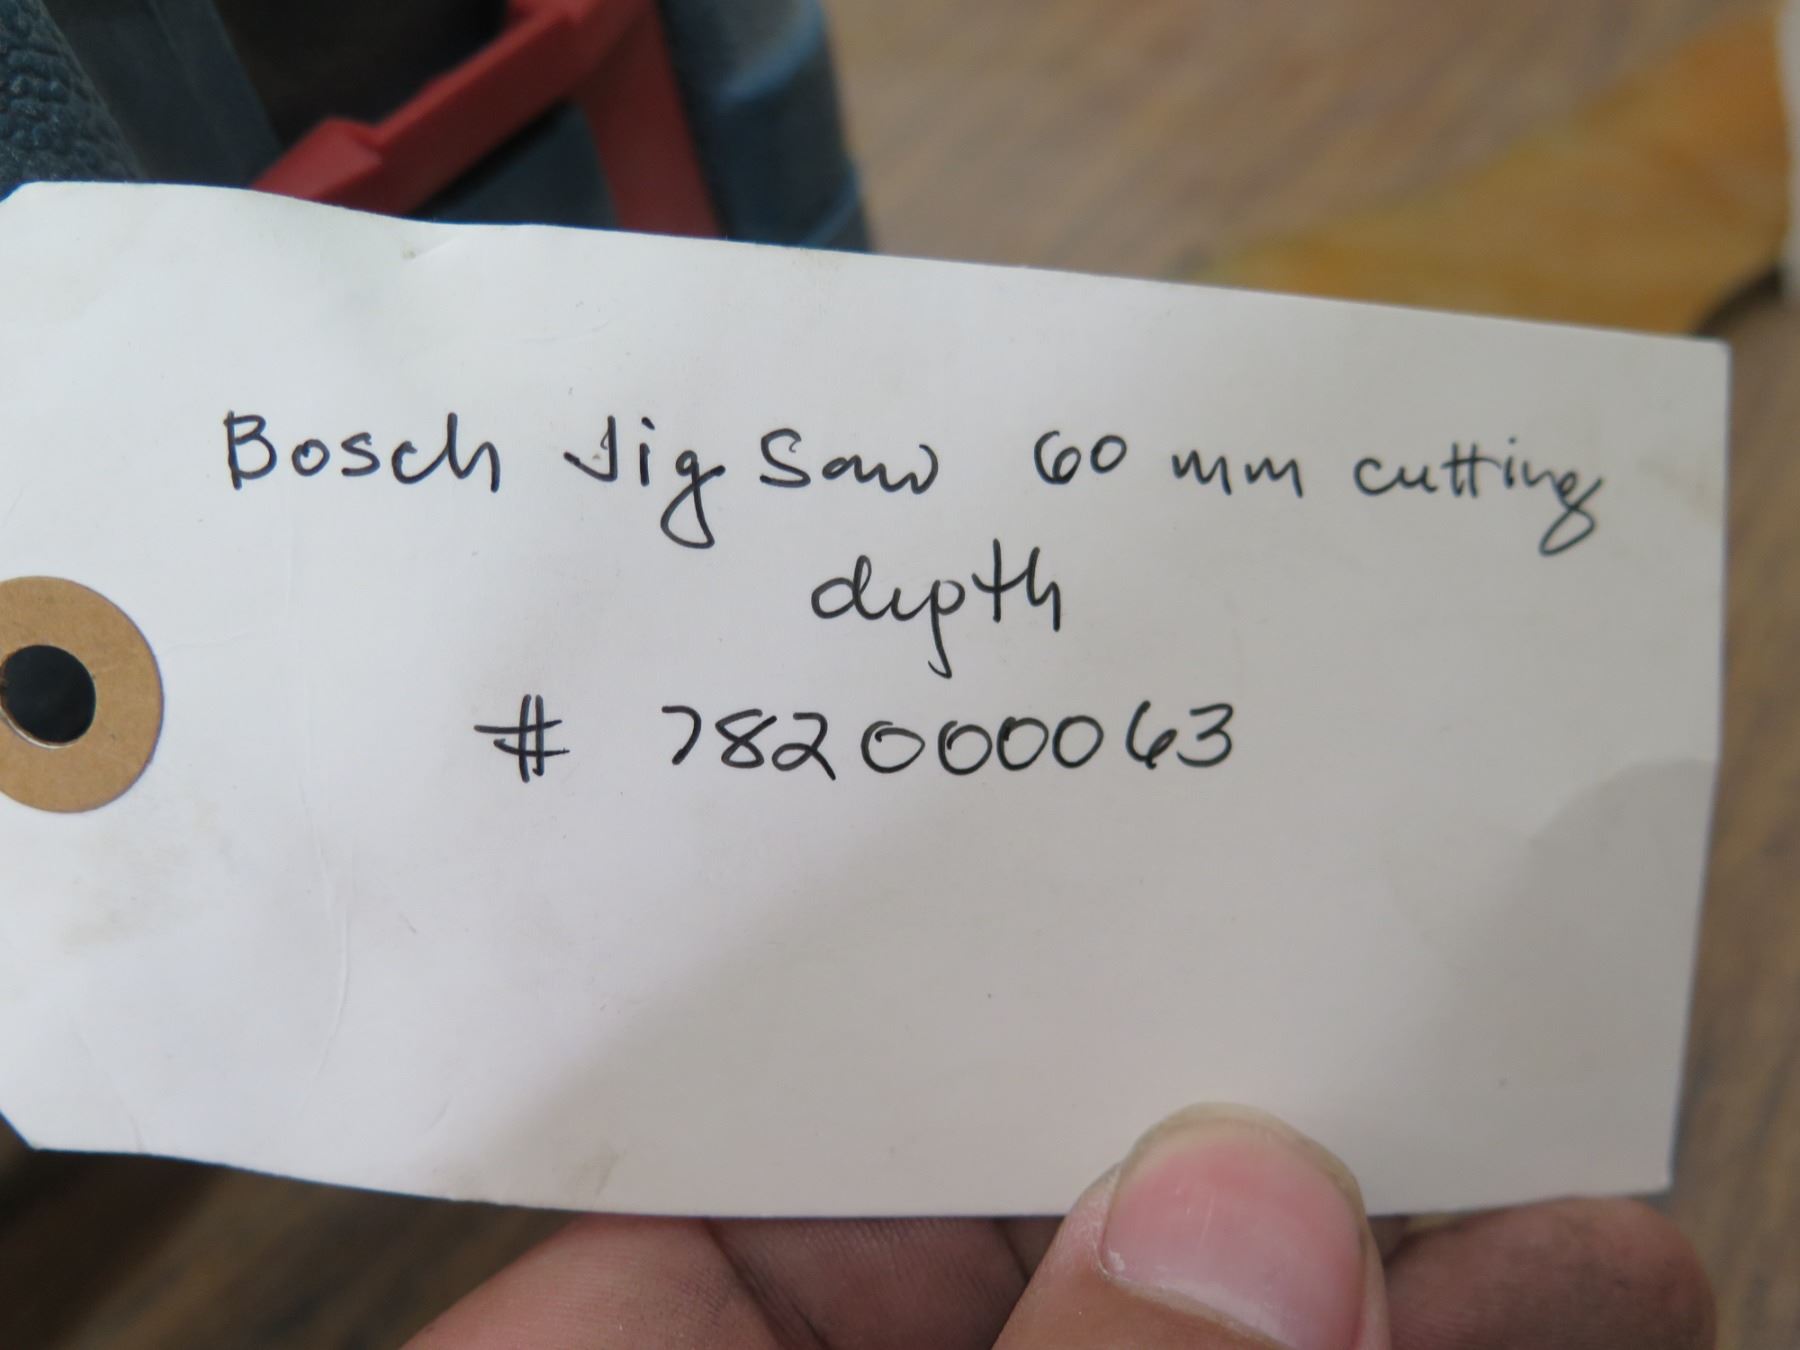 Bosch Jig Saw 60 mm cutting
depth
# 782000063